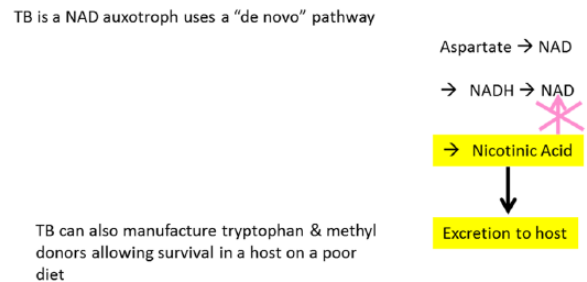 TB is a NAD auxotroph uses a “de novo” pathway
Aspartate → NAD
→ NADH → NAD
→ Nicotinic Acid
Excretion to host
TB can also manufacture tryptophan & methyl
donors allowing survival in a host on a poor
diet